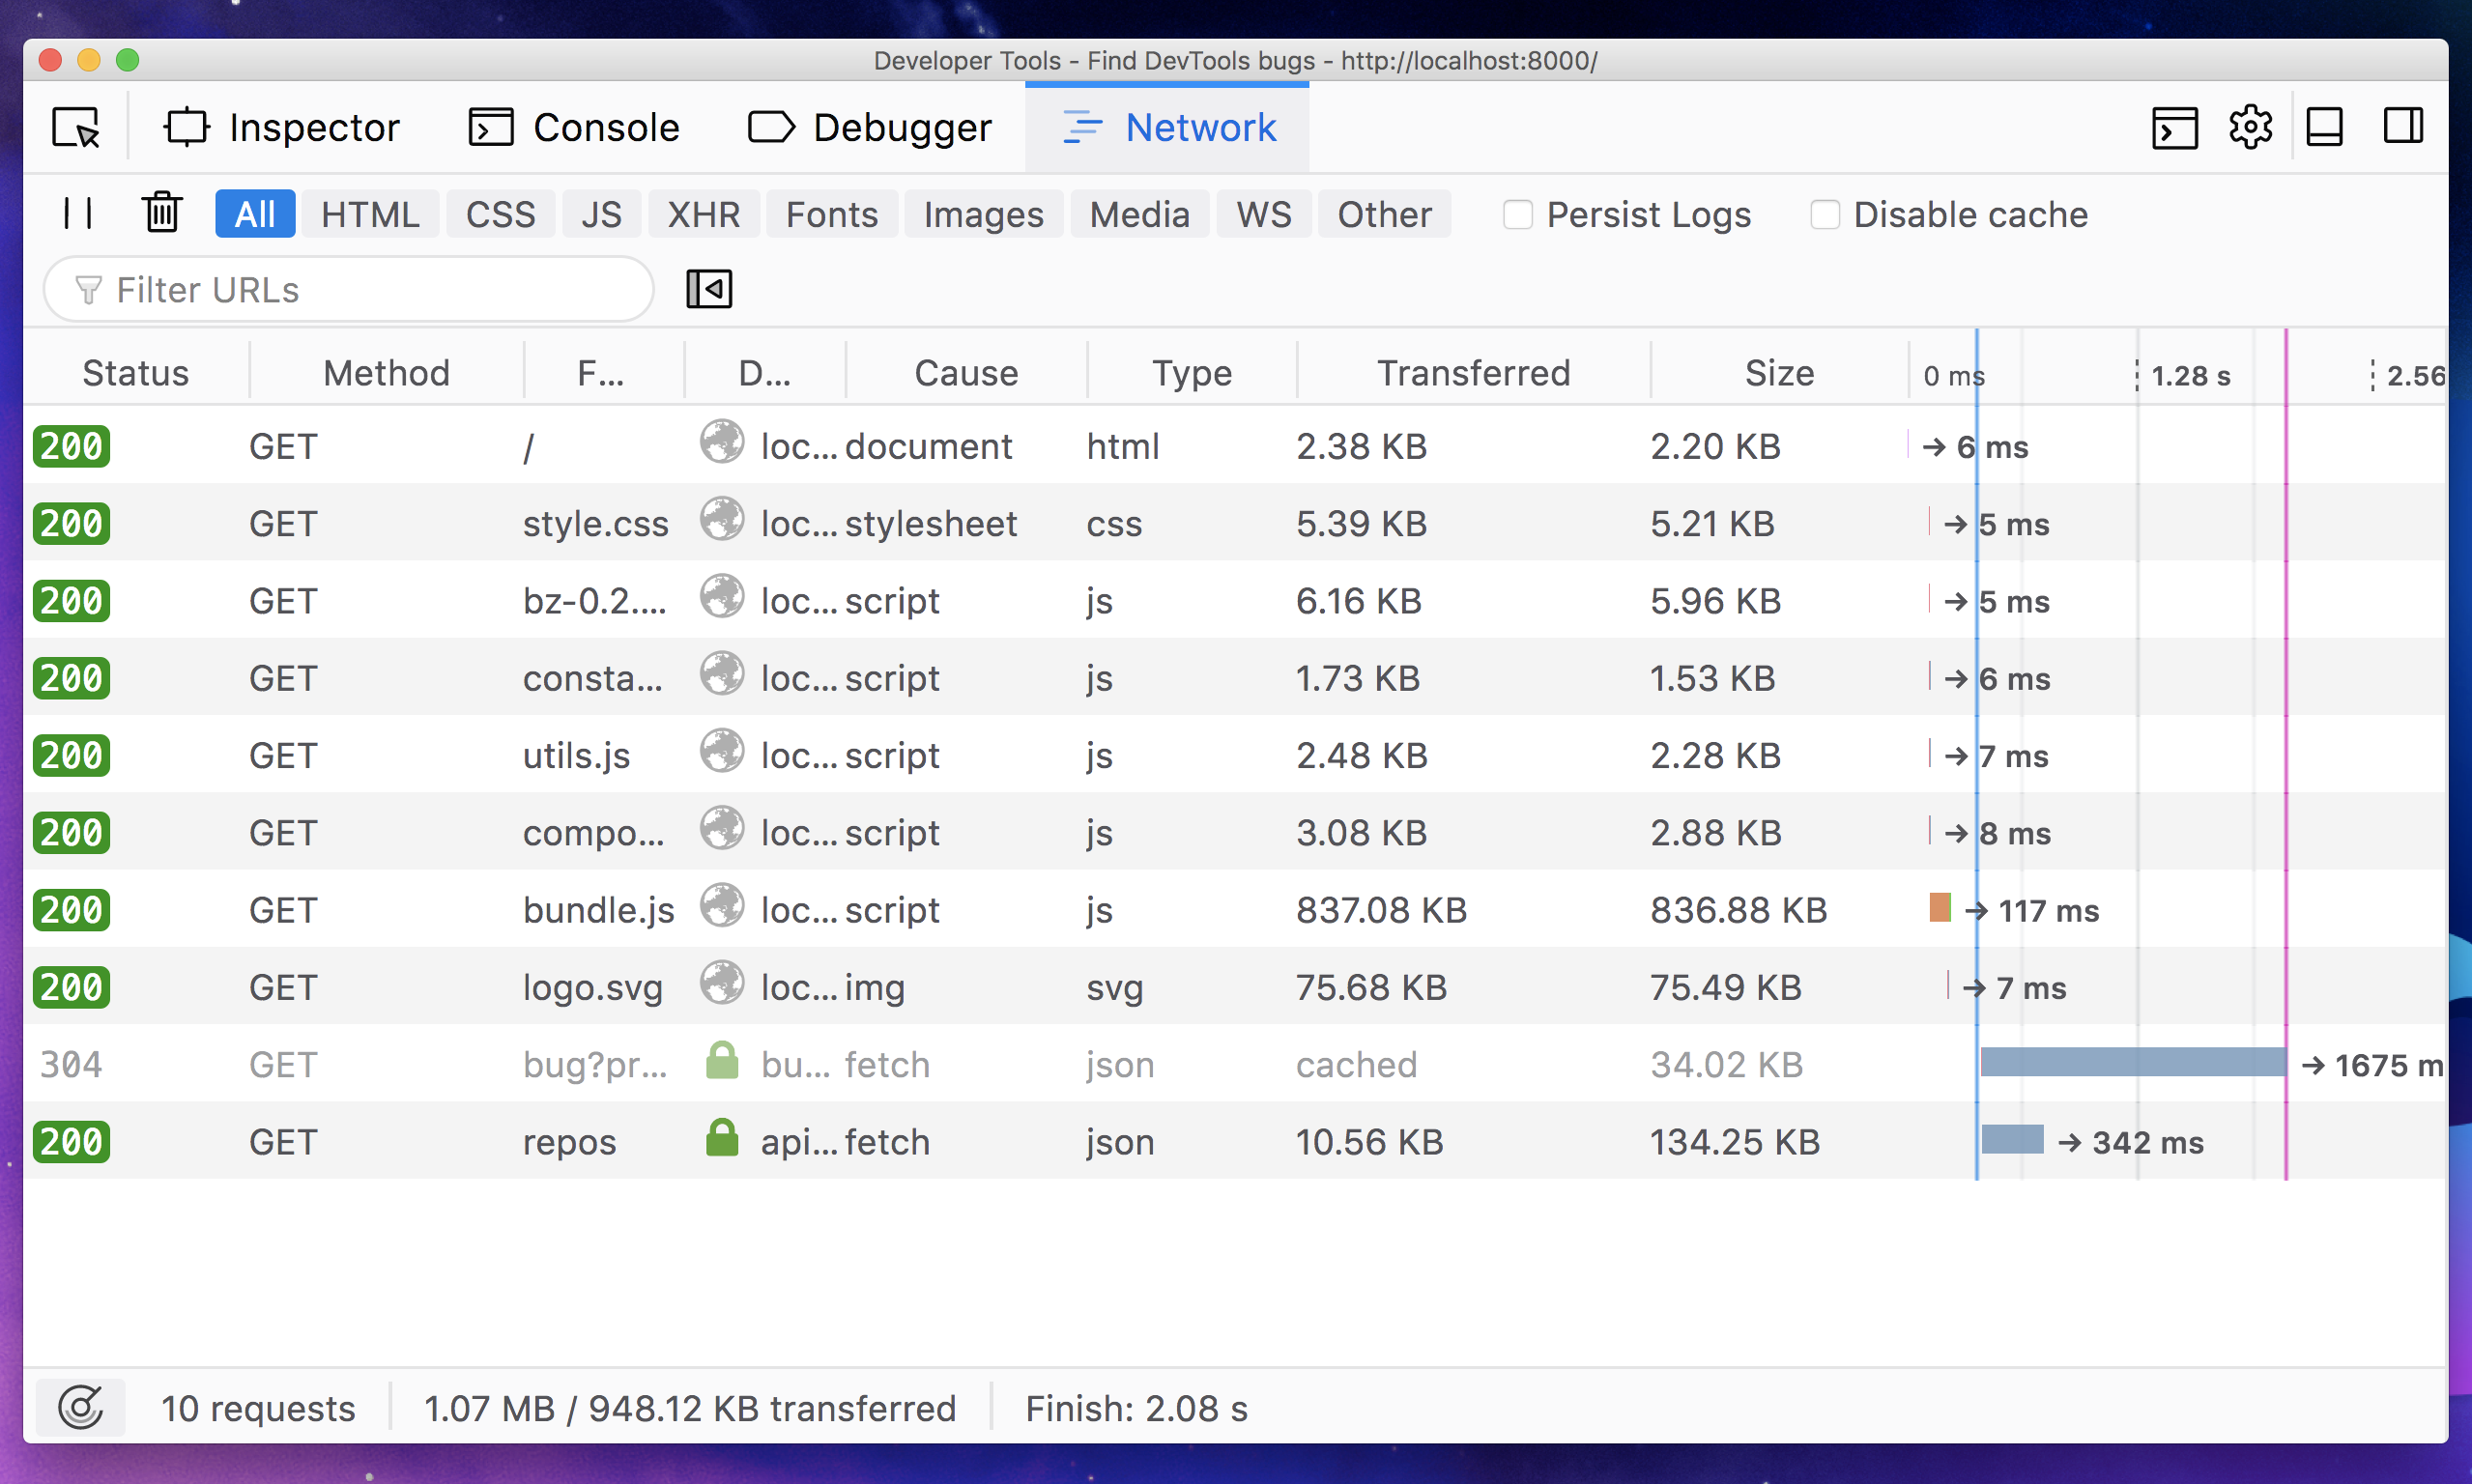 Developer Tools - Find DevTools bugs - http://localhost:8000/
Inspector Console Debugger Network
All HTML CSS JS XHR Fonts Images Media WS Other Persist Logs Disable cache
Filter URLs
Status Method F... D... Cause Type Transferred Size 0 ms 1.28 s 2.56
200 GET / loc... document html 2.38 KB 2.20 KB → 6 ms
200 GET style.css loc... stylesheet css 5.39 KB 5.21 KB → 5 ms
200 GET bz-0.2.... loc... script js 6.16 KB 5.96 KB → 5 ms
200 GET consta... loc... script js 1.73 KB 1.53 KB → 6 ms
200 GET utils.js loc... script js 2.48 KB 2.28 KB → 7 ms
200 GET compo... loc... script js 3.08 KB 2.88 KB → 8 ms
200 GET bundle.js loc... script js 837.08 KB 836.88 KB → 117 ms
200 GET logo.svg loc... img svg 75.68 KB 75.49 KB → 7 ms
304 GET bug?pr... bu... fetch json cached 34.02 KB → 1675 m
200 GET repos api... fetch json 10.56 KB 134.25 KB → 342 ms
10 requests 1.07 MB / 948.12 KB transferred Finish: 2.08 s